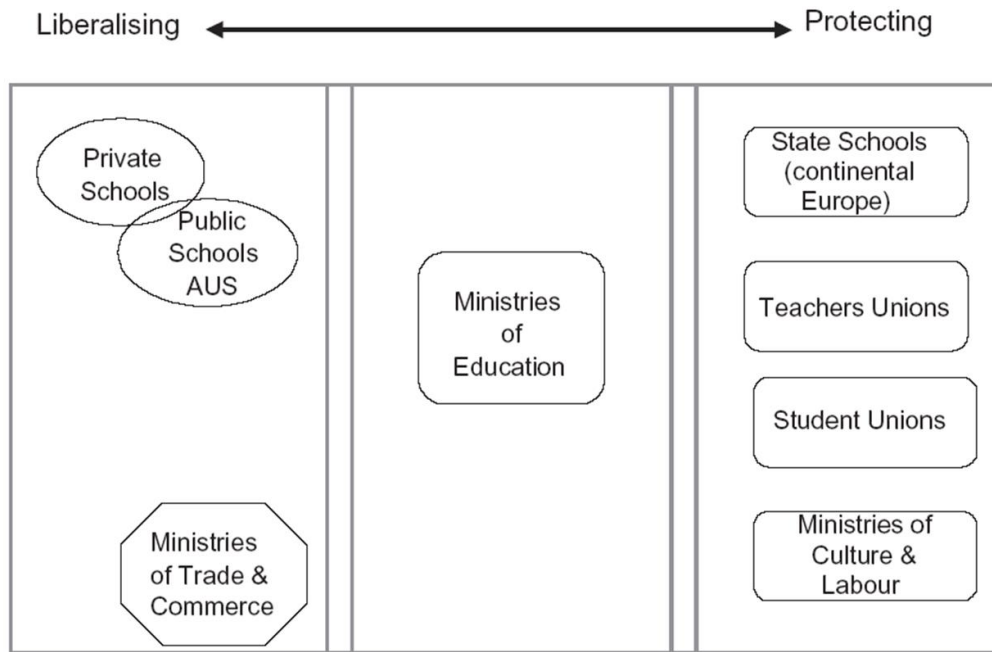 Liberalising
Protecting
Private
Schools
Public
Schools
AUS
Ministries
of Trade &
Commerce
Ministries
of
Education
State Schools
(continental
Europe)
Teachers Unions
Student Unions
Ministries of
Culture &
Labour